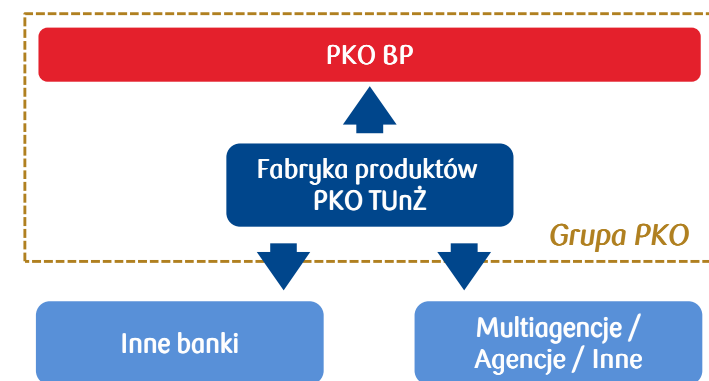 PKO BP
Fabryka produktów
PKO TUnŻ
Grupa PKO
Inne banki
Multiagencje /
Agencje / Inne